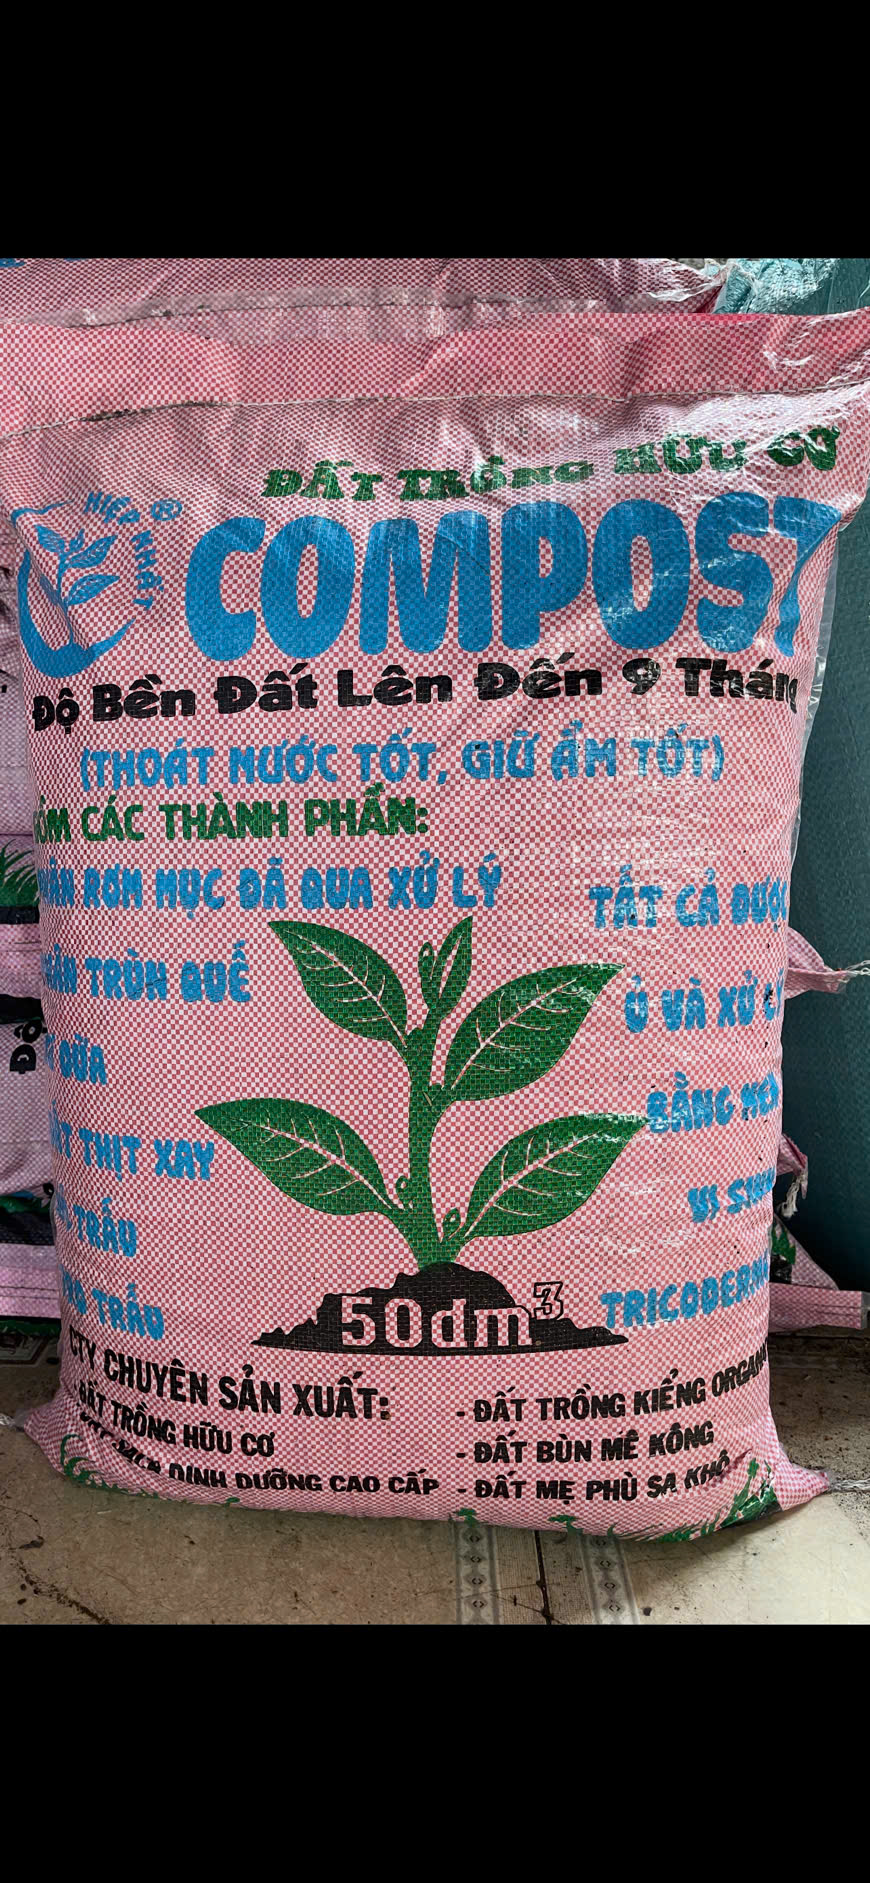 ĐẤT TRỒNG HỮU CƠ
HIỆP NHẤT ®
COMPOST
Độ Bền Đất Lên Đến 9 Tháng
(THOÁT NƯỚC TỐT, GIỮ ẨM TỐT)
CÁC THÀNH PHẦN:
RƠM MỤC ĐÃ QUA XỬ LÝ
TRÙN QUẾ
DỪA
THỊT XAY
TRẤU
TRẤU
TẤT CẢ ĐƯỢC
Ủ VÀ XỬ LÝ
BẰNG MEN
VI SINH
TRICODERMA
50dm³
CTY CHUYÊN SẢN XUẤT:
ĐẤT TRỒNG HỮU CƠ
DINH DƯỠNG CAO CẤP
- ĐẤT TRỒNG KIỂNG ORGANIC
- ĐẤT BÙN MÊ KÔNG
- ĐẤT MẸ PHÙ SA KHÔ